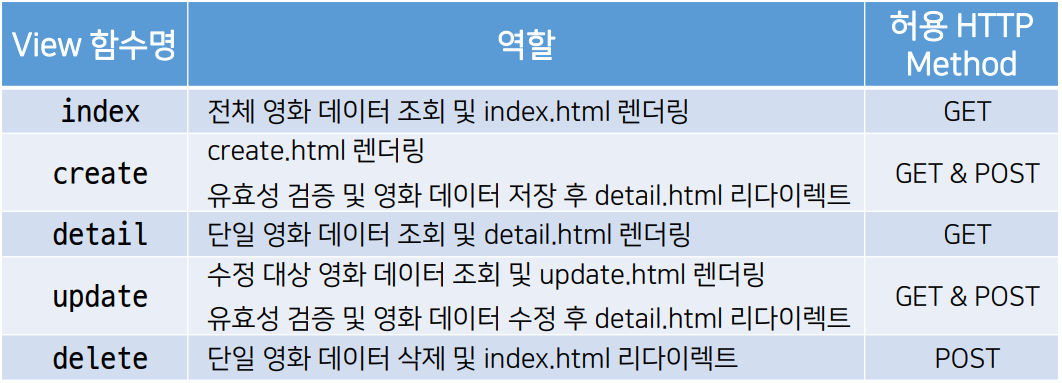 View 함수명 역할 허용 HTTP
Method
index 전체 영화 데이터 조회 및 index.html 렌더링 GET
create.html 렌더링
create GET & POST
유효성 검증 및 영화 데이터 저장 후 detail.html 리다이렉트
detail 단일 영화 데이터 조회 및 detail.html 렌더링 GET
수정 대상 영화 데이터 조회 및 update.html 렌더링
update GET & POST
유효성 검증 및 영화 데이터 수정 후 detail.html 리다이렉트
delete 단일 영화 데이터 삭제 및 index.html 리다이렉트 POST